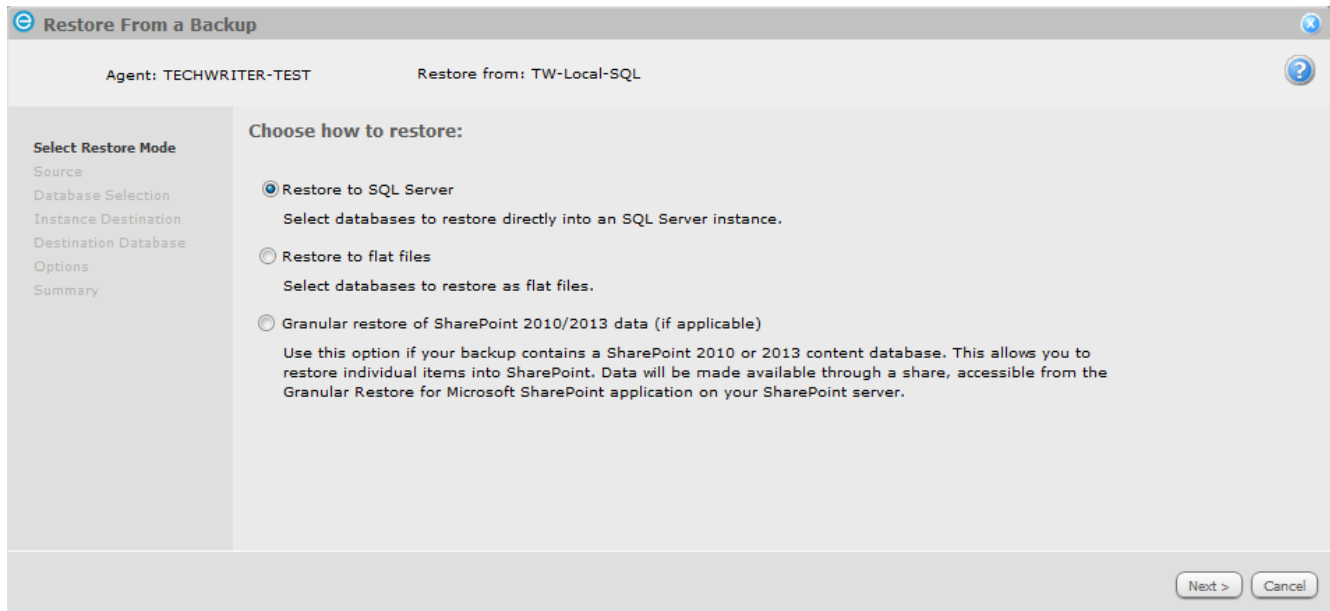 Restore From a Backup
Agent: TECHWRITER-TEST
Restore from: TW-Local-SQL
Select Restore Mode
Source
Database Selection
Instance Destination
Destination Database
Options
Summary
Choose how to restore:
Restore to SQL Server
Select databases to restore directly into an SQL Server instance.
Restore to flat files
Select databases to restore as flat files.
Granular restore of SharePoint 2010/2013 data (if applicable)
Use this option if your backup contains a SharePoint 2010 or 2013 content database. This allows you to
restore individual items into SharePoint. Data will be made available through a share, accessible from the
Granular Restore for Microsoft SharePoint application on your SharePoint server.
Next >
Cancel